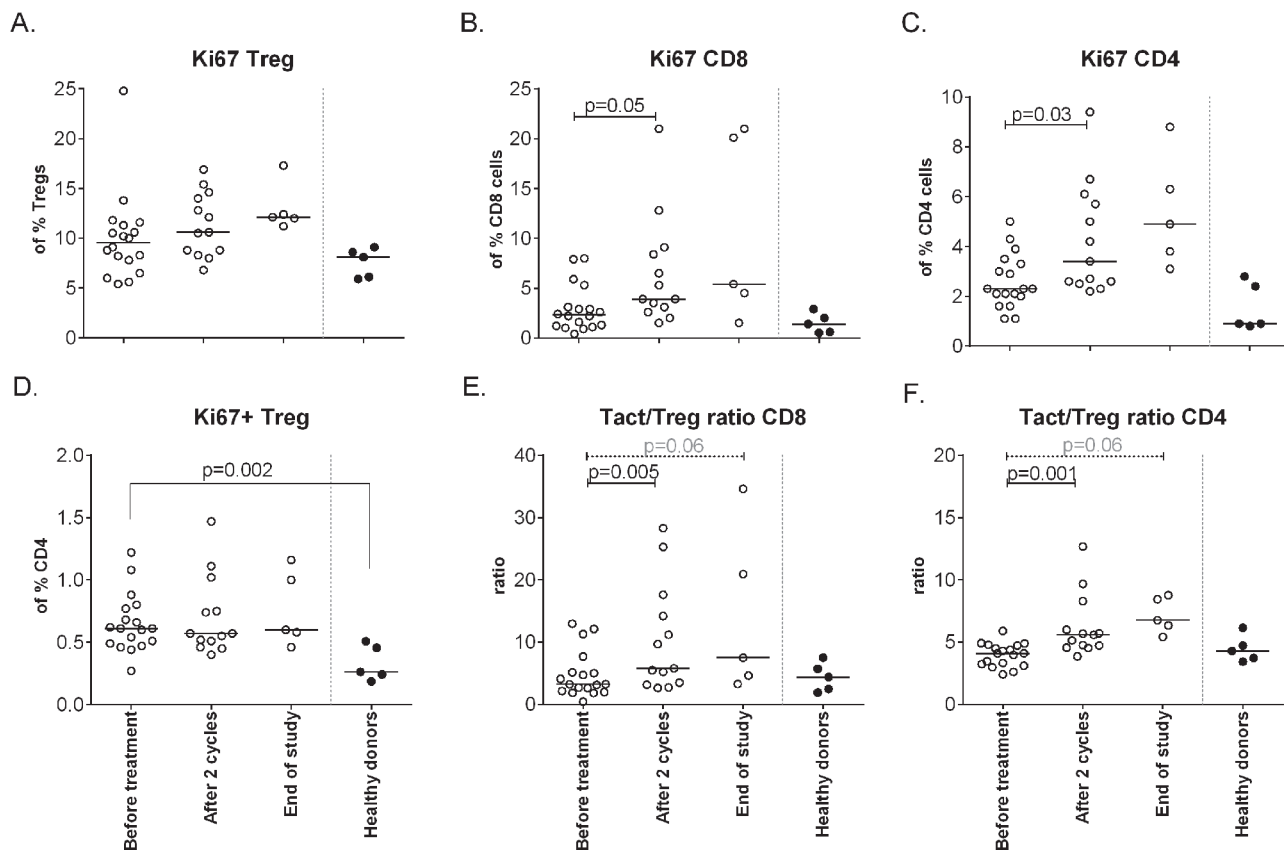 A.
Ki67 Treg
of % Tregs
25
20
15
10
5
0
B.
Ki67 CD8
of % CD8 cells
25
20
15
10
5
0
p=0.05
C.
Ki67 CD4
of % CD4 cells
10
8
6
4
2
0
p=0.03
D.
Ki67+ Treg
of % CD4
2.0
1.5
1.0
0.5
0.0
p=0.002
Before treatment
After 2 cycles
End of study
Healthy donors
E.
Tact/Treg ratio CD8
ratio
40
30
20
10
0
p=0.06
p=0.005
Before treatment
After 2 cycles
End of study
Healthy donors
F.
Tact/Treg ratio CD4
ratio
20
15
10
5
0
p=0.06
p=0.001
Before treatment
After 2 cycles
End of study
Healthy donors